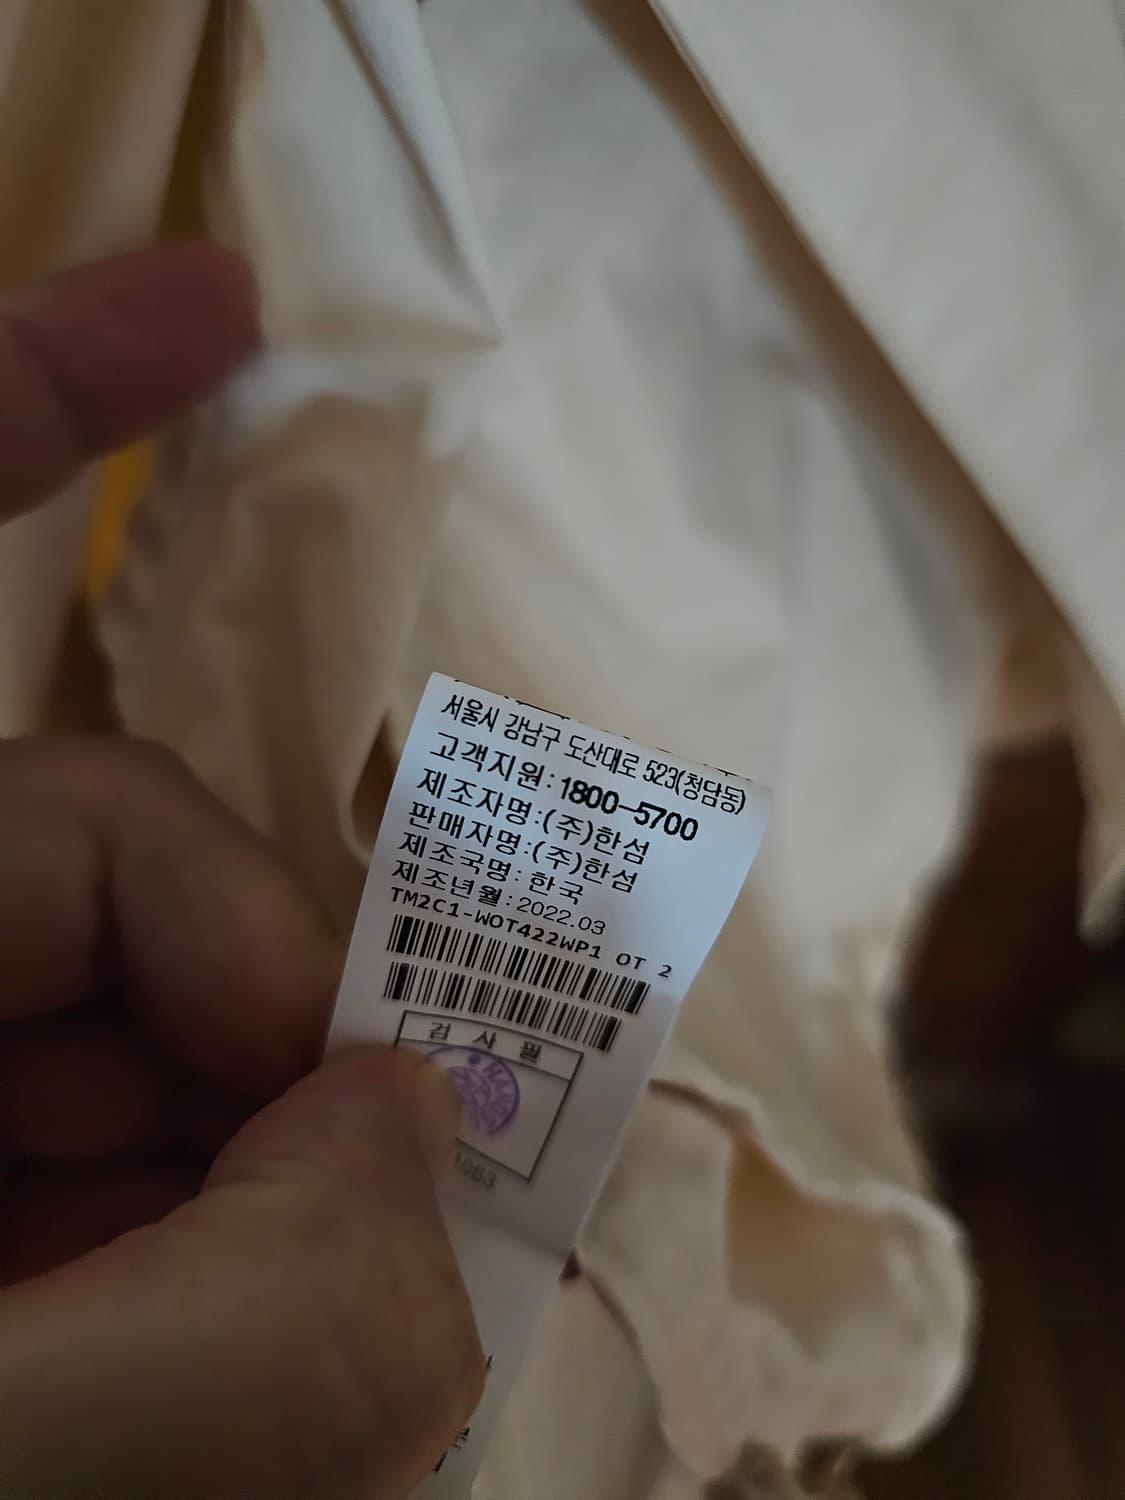 서울시 강남구 도산대로 523(청담동)
고객지원:1800-5700
제조자명:(주)한섬
판매자명:(주)한섬
제조국명: 한국
제조년월:2022.03
TM2C1-WOT422WP1 OT 2
검 사 필
1063